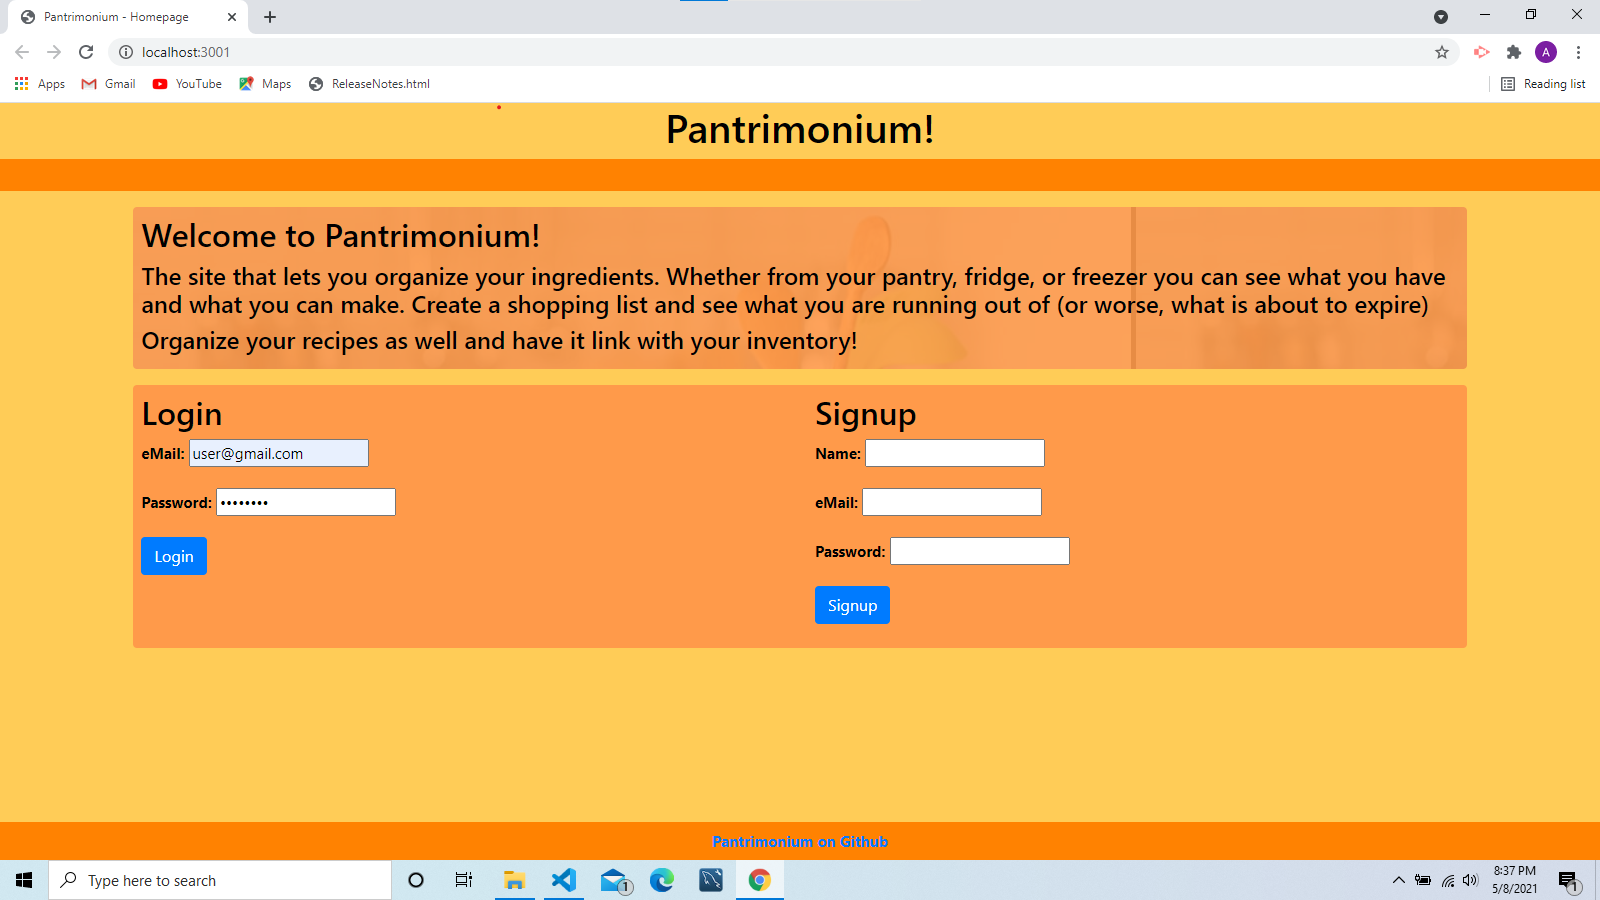 Pantrimonium - Homepage
localhost:3001
A
Apps
Gmail
YouTube
Maps
ReleaseNotes.html
Reading list
Pantrimonium!
Welcome to Pantrimonium!
The site that lets you organize your ingredients. Whether from your pantry, fridge, or freezer you can see what you have
and what you can make. Create a shopping list and see what you are running out of (or worse, what is about to expire)
Organize your recipes as well and have it link with your inventory!
Login
eMail: user@gmail.com
Password: ••••••••
Login
Signup
Name:
eMail:
Password:
Signup
Pantrimonium on Github
Type here to search
1
8:37 PM
5/8/2021
1